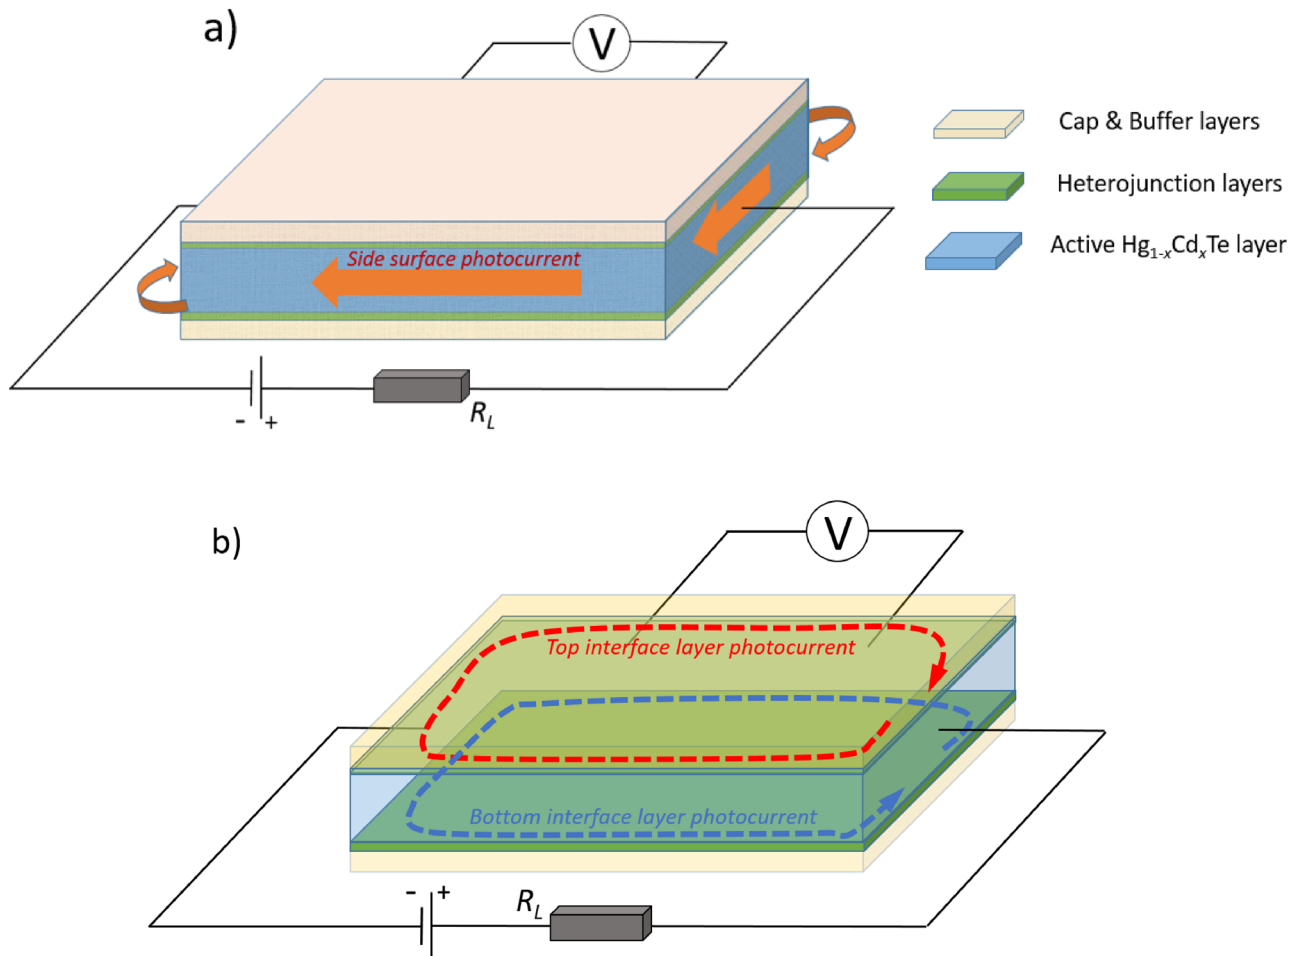 a)
V
Cap & Buffer layers
Heterojunction layers
Active Hg1-xCdxTe layer
Side surface photocurrent
- +
RL
b)
V
Top interface layer photocurrent
Bottom interface layer photocurrent
- +
RL